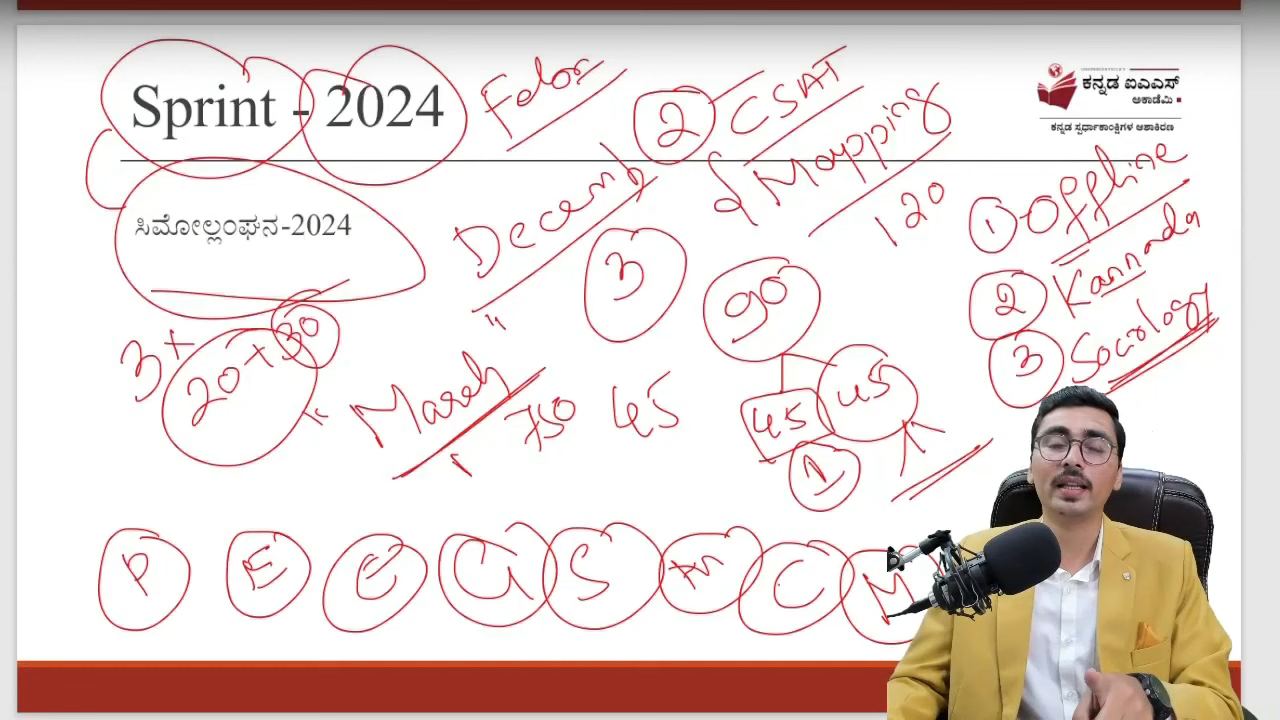 Sprint - 2024
Febr
2 CSAT
& Mapping
120
ಕನ್ನಡ ಐಎಎಸ್
ಅಕಾಡೆಮಿ
ಕನ್ನಡ ಸ್ಪರ್ಧಾಕಾಂಕ್ಷಿಗಳ ಆಶಾಕಿರಣ
ಸಿಮೋಲ್ಲಂಘನ-2024
Decemb
3
90
45 45
1
1 Offline
2 Kannada
3 Sociology
3 x 20 + 30
March
750 45
P E E G S A C M